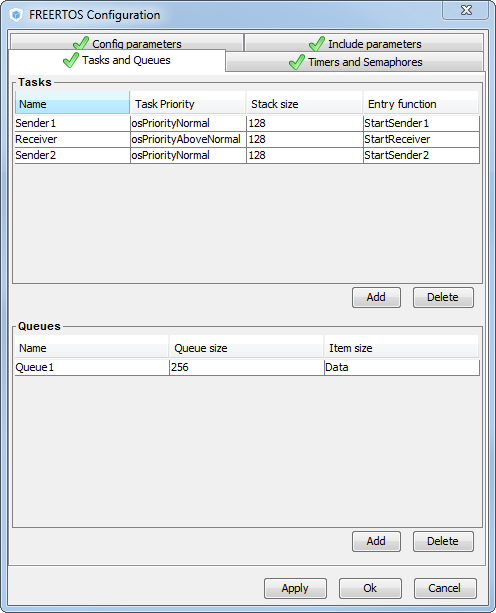 FREERTOS Configuration
Config parameters Include parameters
Tasks and Queues Timers and Semaphores
Tasks
Name Task Priority Stack size Entry function
Sender1 osPriorityNormal 128 StartSender1
Receiver osPriorityAboveNormal 128 StartReceiver
Sender2 osPriorityNormal 128 StartSender2
Add Delete
Queues
Name Queue size Item size
Queue1 256 Data
Add Delete
Apply Ok Cancel